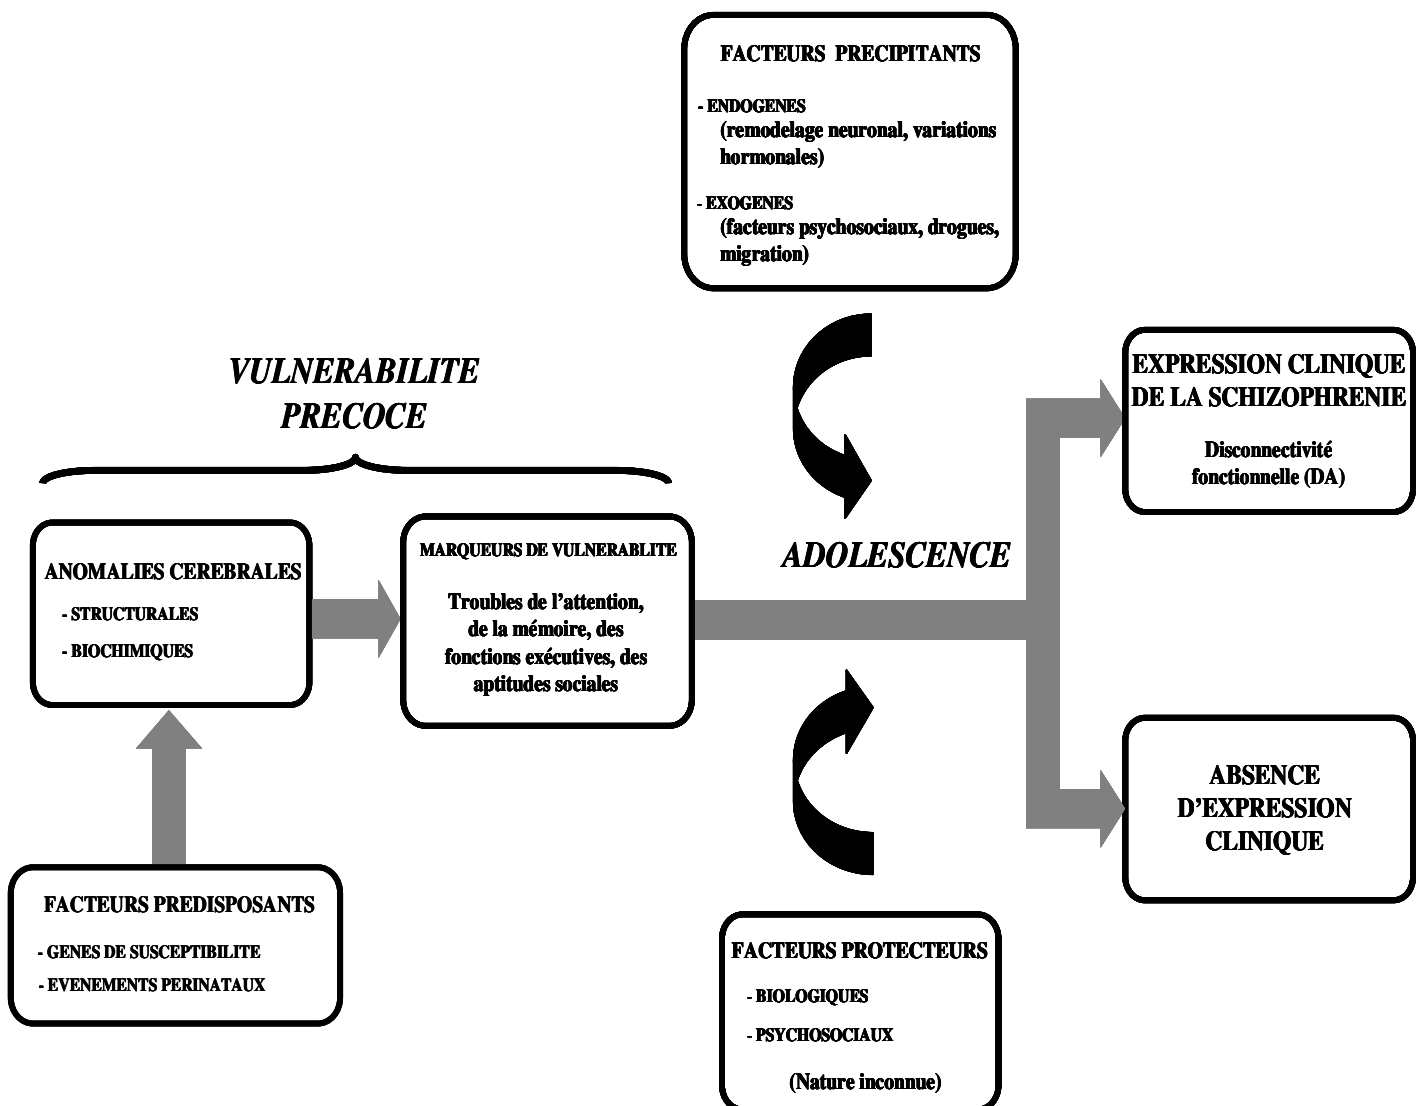 FACTEURS PRECIPITANTS
- ENDOGENES
(remodelage neuronal, variations
hormonales)
- EXOGENES
(facteurs psychosociaux, drogues,
migration)
VULNERABILITE
PRECOCE
ANOMALIES CEREBRALES
- STRUCTURALES
- BIOCHIMIQUES
MARQUEURS DE VULNERABLITE
Troubles de l’attention,
de la mémoire, des
fonctions exécutives, des
aptitudes sociales
ADOLESCENCE
EXPRESSION CLINIQUE
DE LA SCHIZOPHRENIE
Disconnectivité
fonctionnelle (DA)
ABSENCE
D’EXPRESSION
CLINIQUE
FACTEURS PREDISPOSANTS
- GENES DE SUSCEPTIBILITE
- EVENEMENTS PERINATAUX
FACTEURS PROTECTEURS
- BIOLOGIQUES
- PSYCHOSOCIAUX
(Nature inconnue)